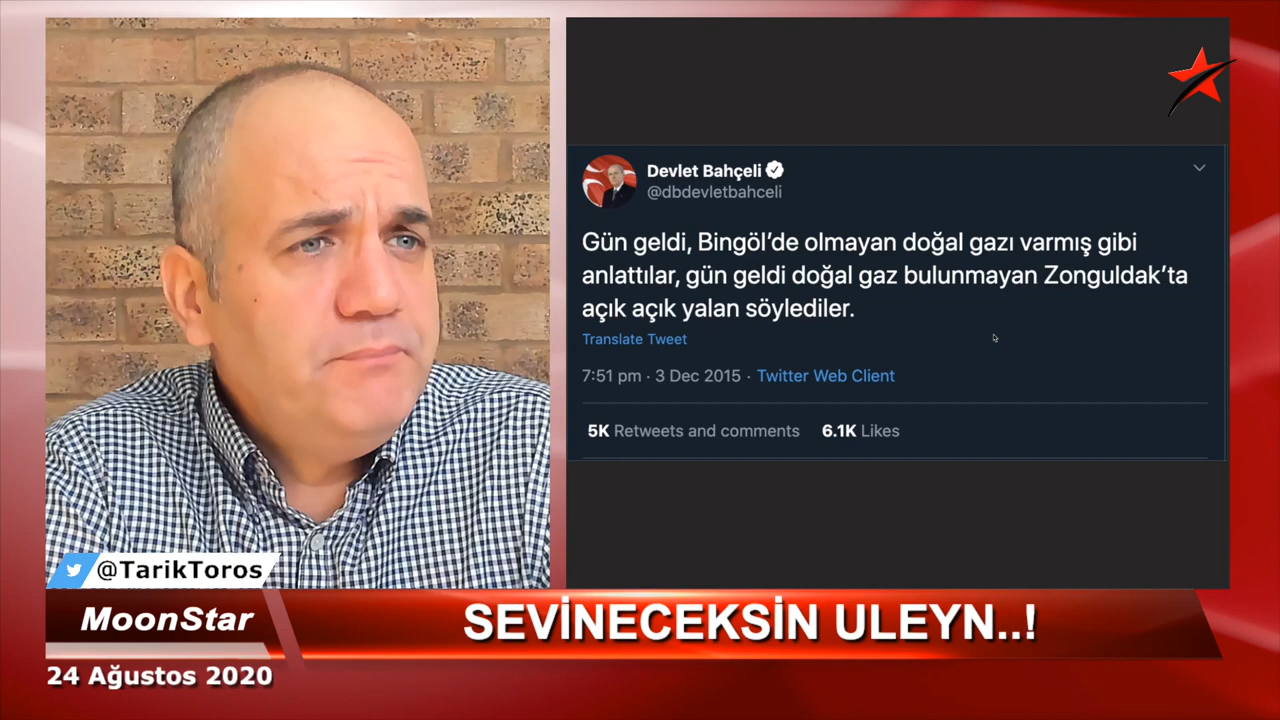 Devlet Bahçeli
@dbdevletbahceli
Gün geldi, Bingöl’de olmayan doğal gazı varmış gibi
anlattılar, gün geldi doğal gaz bulunmayan Zonguldak’ta
açık açık yalan söylediler.
Translate Tweet
7:51 pm · 3 Dec 2015 · Twitter Web Client
5K Retweets and comments 6.1K Likes
@TarikToros
MoonStar
SEVİNECEKSİN ULEYN..!
24 Ağustos 2020